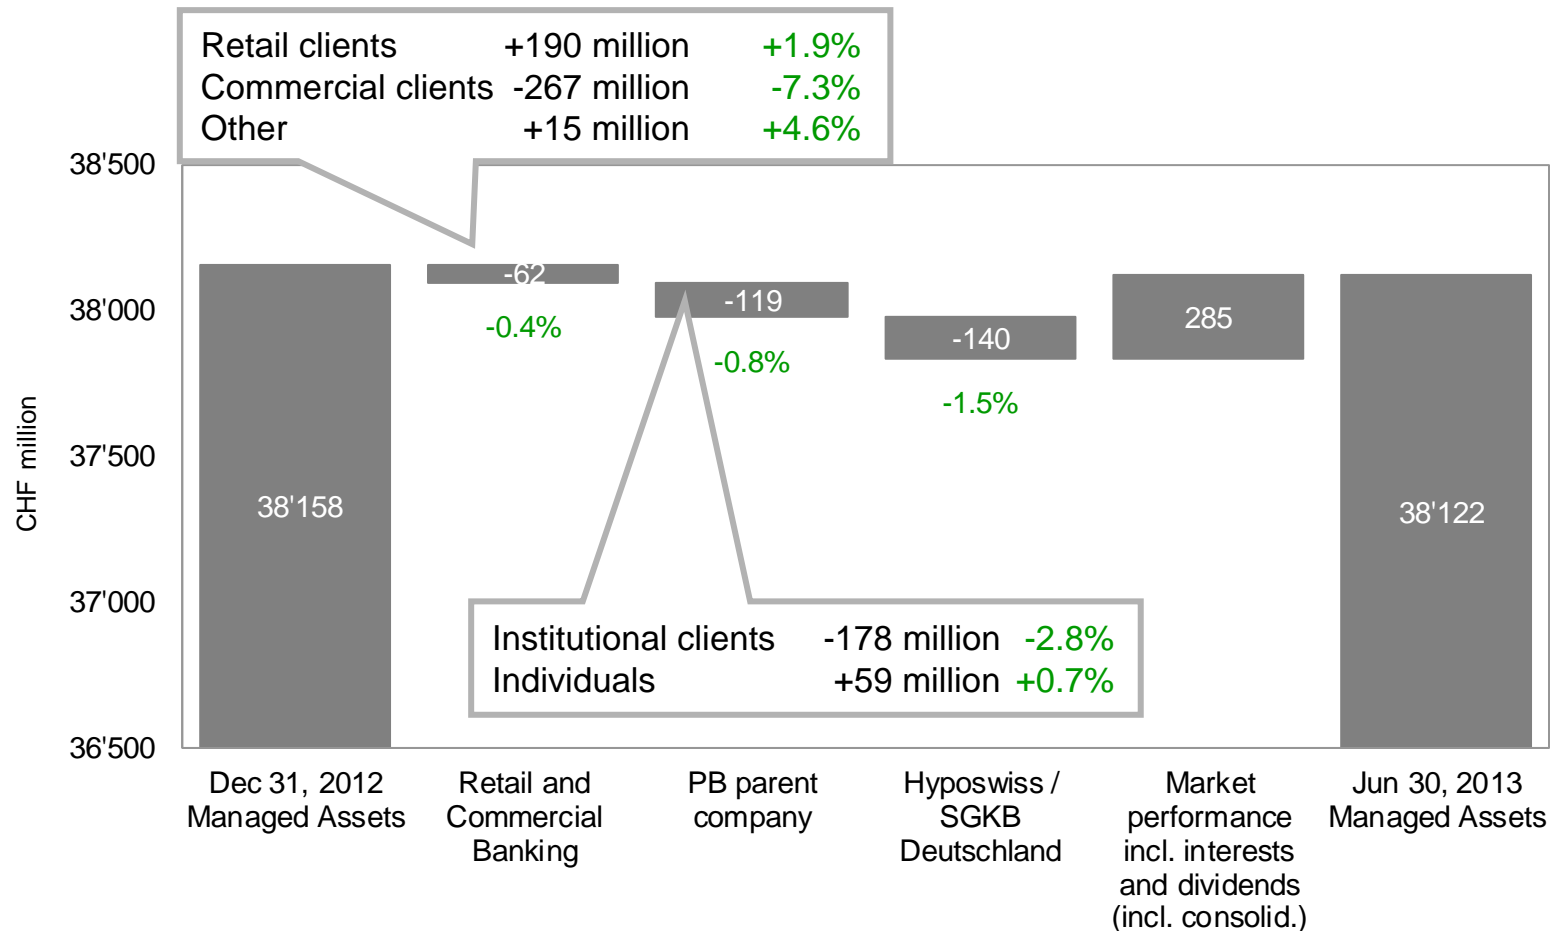 Retail clients +190 million +1.9%
Commercial clients -267 million -7.3%
Other +15 million +4.6%
38'500
38'000
37'500
37'000
36'500
CHF million
38'158
-62
-0.4%
-119
-0.8%
-140
-1.5%
285
38'122
Institutional clients -178 million -2.8%
Individuals +59 million +0.7%
Dec 31, 2012
Managed Assets
Retail and
Commercial
Banking
PB parent
company
Hyposwiss /
SGKB
Deutschland
Market
performance
incl. interests
and dividends
(incl. consolid.)
Jun 30, 2013
Managed Assets